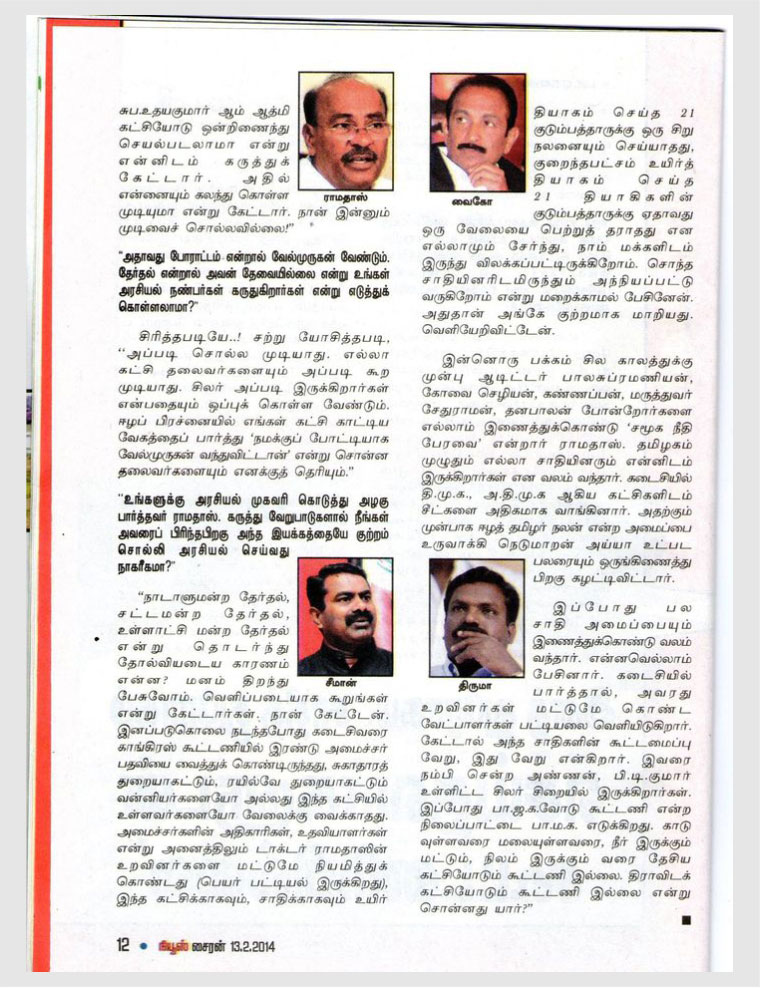 சுப.உதயகுமார் ஆம் ஆத்மி
கட்சியோடு ஒன்றிணைந்து
செயல்படலாமா என்று
என்னிடம் கருத்துக்
கேட்டார். அதில்
என்னையும் கலந்து கொள்ள
முடியுமா என்று கேட்டார். நான் இன்னும்
முடிவைச் சொல்லவில்லை!"
ராமதாஸ்
"அதாவது போராட்டம் என்றால் வேல்முருகன் வேண்டும்.
தேர்தல் என்றால் அவன் தேவையில்லை என்று உங்கள்
அரசியல் நண்பர்கள் கருதுகிறார்கள் என்று எடுத்துக்
கொள்ளலாமா?"
சிரித்தபடியே..! சற்று யோசித்தபடி,
"அப்படி சொல்ல முடியாது. எல்லா
கட்சி தலைவர்களையும் அப்படி கூற
முடியாது. சிலர் அப்படி இருக்கிறார்கள்
என்பதையும் ஒப்புக் கொள்ள வேண்டும்.
ஈழப் பிரச்னையில் எங்கள் கட்சி காட்டிய
வேகத்தைப் பார்த்து 'நமக்குப் போட்டியாக
வேல்முருகன் வந்துவிட்டான்' என்று சொன்ன
தலைவர்களையும் எனக்குத் தெரியும்."
"உங்களுக்கு அரசியல் முகவரி கொடுத்து அழகு
பார்த்தவர் ராமதாஸ். கருத்து வேறுபாடுகளால் நீங்கள்
அவரைப் பிரிந்தபிறகு அந்த இயக்கத்தையே குற்றம்
சொல்லி அரசியல் செய்வது
நாகரீகமா?"
"நாடாளுமன்ற தேர்தல்,
சட்டமன்ற தேர்தல்,
உள்ளாட்சி மன்ற தேர்தல்
என்று தொடர்ந்து
தோல்வியடைய காரணம்
என்ன? மனம் திறந்து
பேசுவோம். வெளிப்படையாக கூறுங்கள்
என்று கேட்டார்கள். நான் கேட்டேன்.
இனப்படுகொலை நடந்தபோது கடைசிவரை
காங்கிரஸ் கூட்டணியில் இரண்டு அமைச்சர்
பதவியை வைத்துக் கொண்டிருந்தது, சுகாதாரத்
துறையாகட்டும், ரயில்வே துறையாகட்டும்
வன்னியர்களையோ அல்லது இந்த கட்சியில்
உள்ளவர்களையோ வேலைக்கு வைக்காதது.
அமைச்சர்களின் அதிகாரிகள், உதவியாளர்கள்
என்று அனைத்திலும் டாக்டர் ராமதாஸின்
உறவினர்களை மட்டுமே நியமித்துக்
கொண்டது (பெயர் பட்டியல் இருக்கிறது),
இந்த கட்சிக்காகவும், சாதிக்காகவும் உயிர்
சீமான்
வைகோ
தியாகம் செய்த 21
குடும்பத்தாருக்கு ஒரு சிறு
நலனையும் செய்யாதது,
குறைந்தபட்சம் உயிர்த்
தியாகம் செய்த
21 தியாகிகளின்
குடும்பத்தாருக்கு ஏதாவது
ஒரு வேலையை பெற்றுத் தராதது என
எல்லாமும் சேர்ந்து, நாம் மக்களிடம்
இருந்து விலக்கப்பட்டிருக்கிறோம். சொந்த
சாதியினரிடமிருந்தும் அந்நியப்பட்டு
வருகிறோம் என்று மறைக்காமல் பேசினேன்.
அதுதான் அங்கே குற்றமாக மாறியது.
வெளியேறிவிட்டேன்.
இன்னொரு பக்கம் சில காலத்துக்கு
முன்பு ஆடிட்டர் பாலசுப்ரமணியன்,
கோவை செழியன், கண்ணப்பன், மருத்துவர்
சேதுராமன், தனபாலன் போன்றோர்களை
எல்லாம் இணைத்துக்கொண்டு 'சமூக நீதி
பேரவை' என்றார் ராமதாஸ். தமிழகம்
முழுதும் எல்லா சாதியினரும் என்னிடம்
இருக்கிறார்கள் என வலம் வந்தார். கடைசியில்
தி.மு.க., அ.தி.மு.க ஆகிய கட்சிகளிடம்
சீட்களை அதிகமாக வாங்கினார். அதற்கும்
முன்பாக ஈழத் தமிழர் நலன் என்ற அமைப்பை
உருவாக்கி நெடுமாறன் அய்யா உட்பட
பலரையும் ஒருங்கிணைத்து
பிறகு கழட்டிவிட்டார்.
திருமா
இப்போது பல
சாதி அமைப்பையும்
இணைத்துக்கொண்டு வலம்
வந்தார். என்னவெல்லாம்
பேசினார். கடைசியில்
பார்த்தால், அவரது
உறவினர்கள் மட்டுமே கொண்ட
வேட்பாளர்கள் பட்டியலை வெளியிடுகிறார்.
கேட்டால் அந்த சாதிகளின் கூட்டமைப்பு
வேறு, இது வேறு என்கிறார். இவரை
நம்பி சென்ற அண்ணன், பி.டி.குமார்
உள்ளிட்ட சிலர் சிறையில் இருக்கிறார்கள்.
இப்போது பா.ஜ.க.வோடு கூட்டணி என்ற
நிலைப்பாட்டை பா.ம.க. எடுக்கிறது. காடு
வுள்ளவரை மலையுள்ளவரை, நீர் இருக்கும்
மட்டும், நிலம் இருக்கும் வரை தேசிய
கட்சியோடும் கூட்டணி இல்லை. திராவிடக்
கட்சியோடும் கூட்டணி இல்லை என்று
சொன்னது யார்?"
12 • நியூஸ் சைரன் 13.2.2014